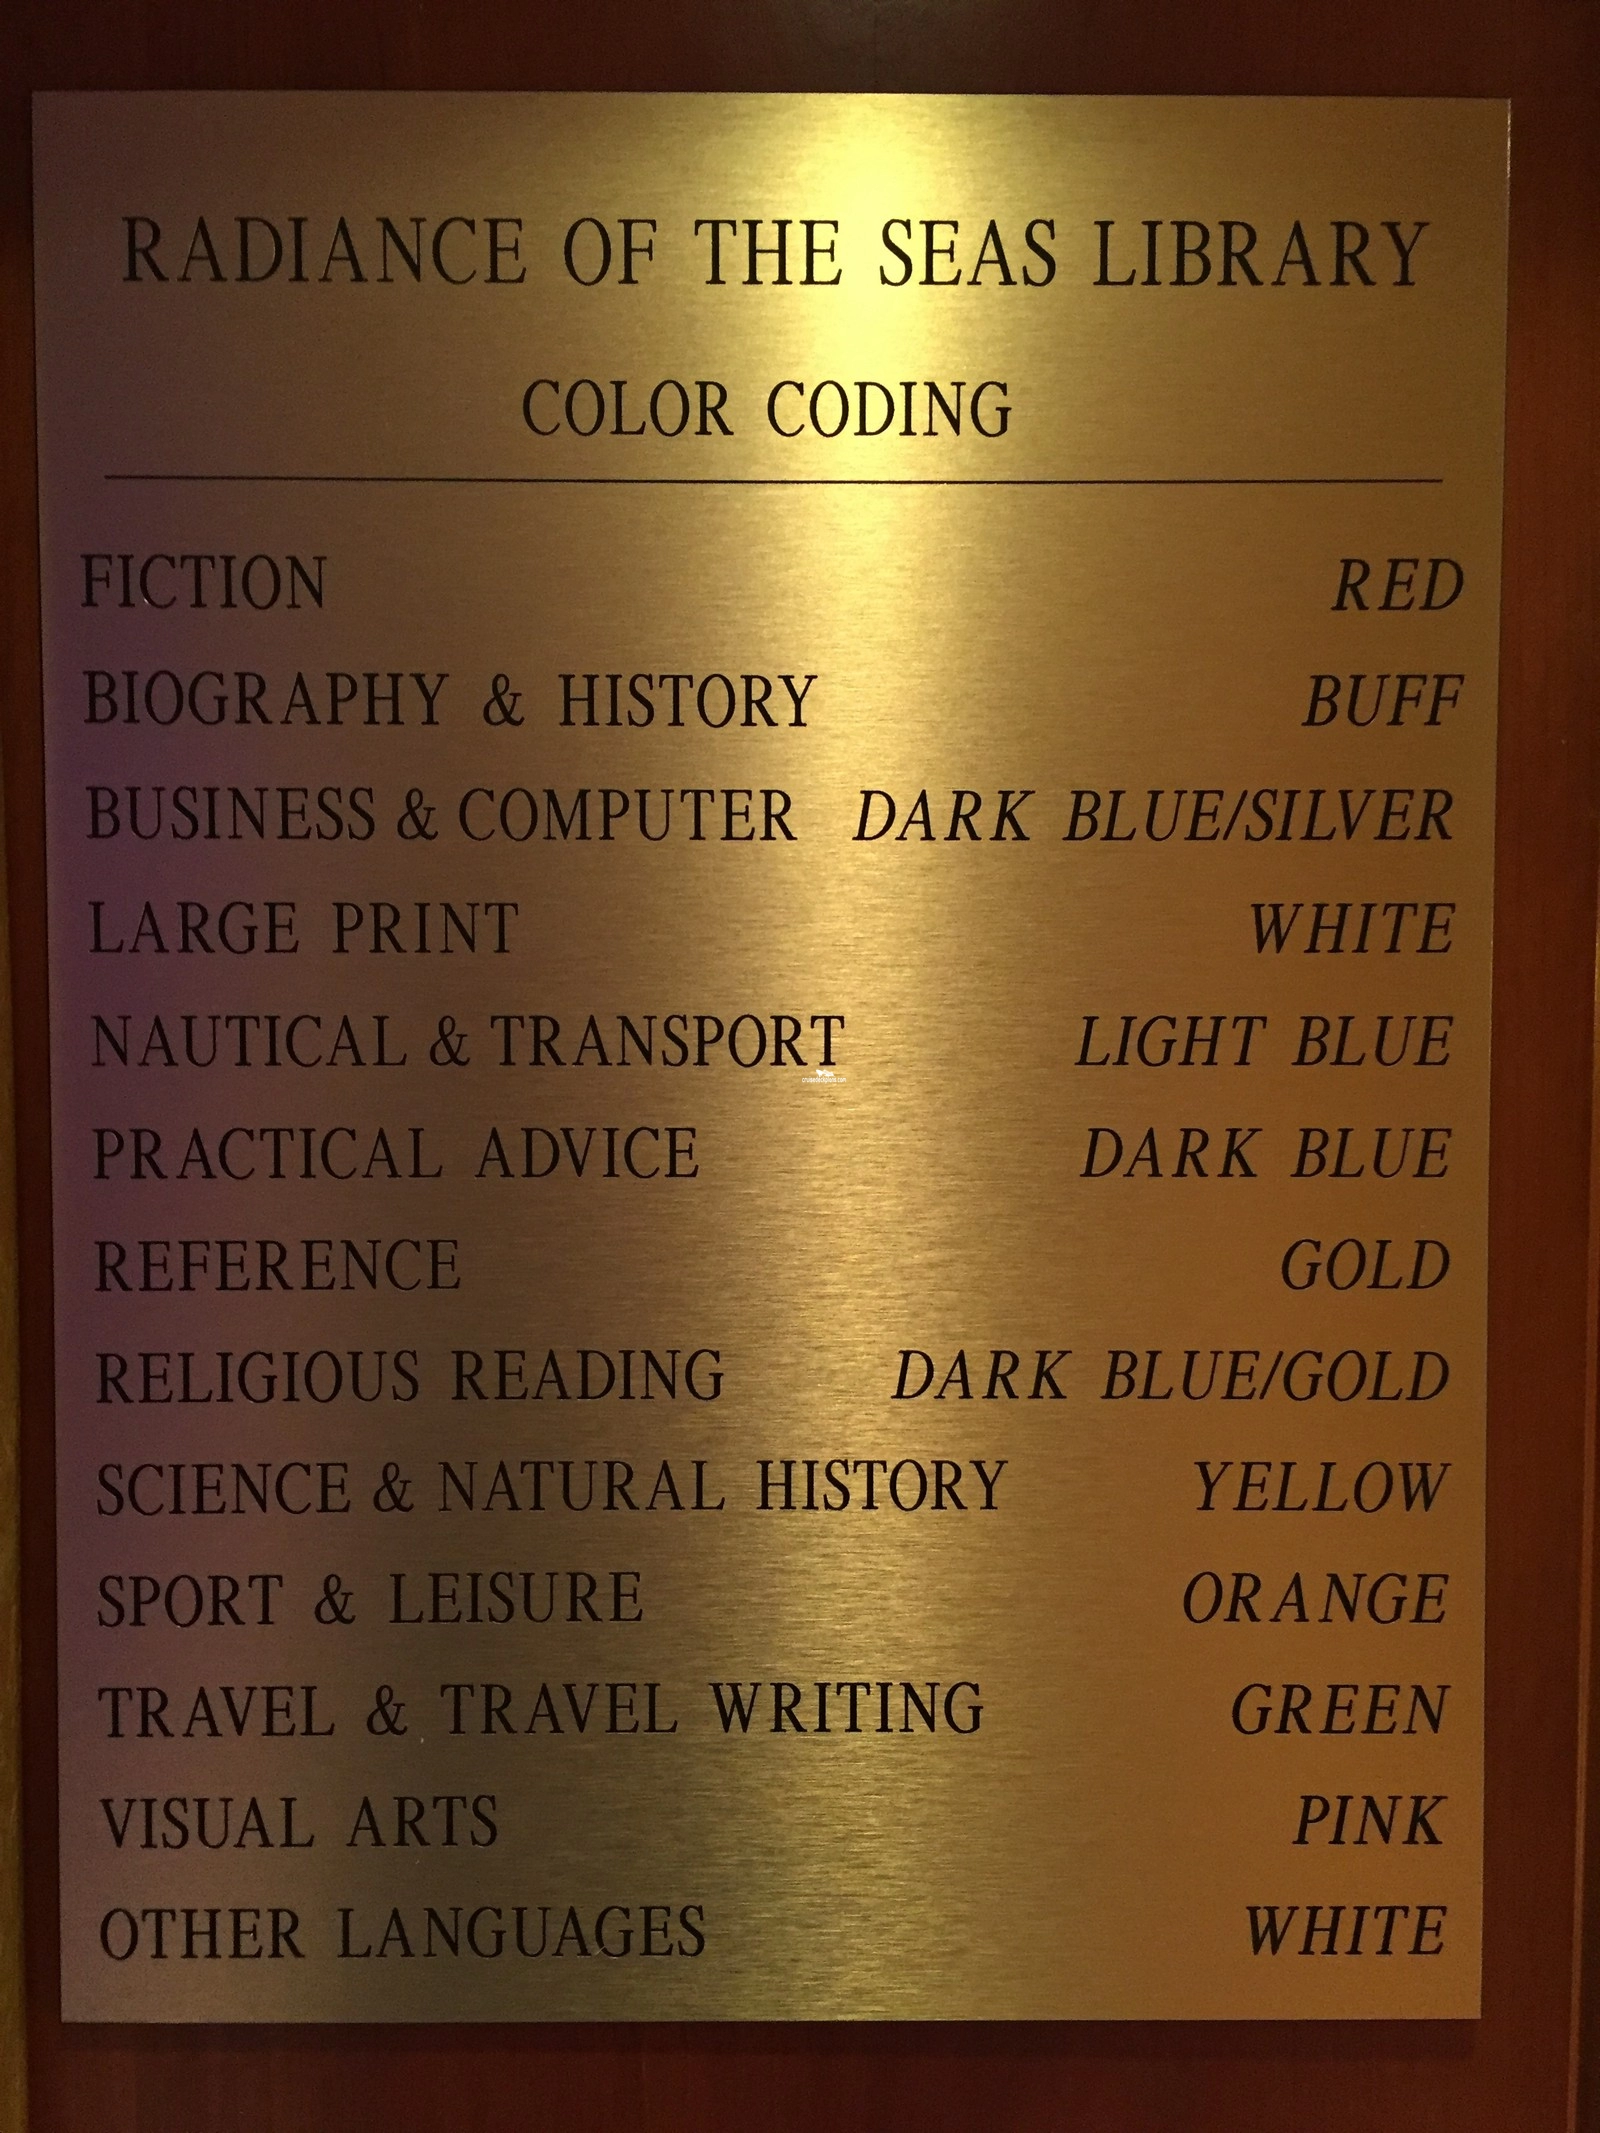 RADIANCE OF THE SEAS LIBRARY
COLOR CODING
FICTION RED
BIOGRAPHY & HISTORY BUFF
BUSINESS & COMPUTER DARK BLUE/SILVER
LARGE PRINT WHITE
NAUTICAL & TRANSPORT LIGHT BLUE
cruisedeckplans.com
PRACTICAL ADVICE DARK BLUE
REFERENCE GOLD
RELIGIOUS READING DARK BLUE/GOLD
SCIENCE & NATURAL HISTORY YELLOW
SPORT & LEISURE ORANGE
TRAVEL & TRAVEL WRITING GREEN
VISUAL ARTS PINK
OTHER LANGUAGES WHITE